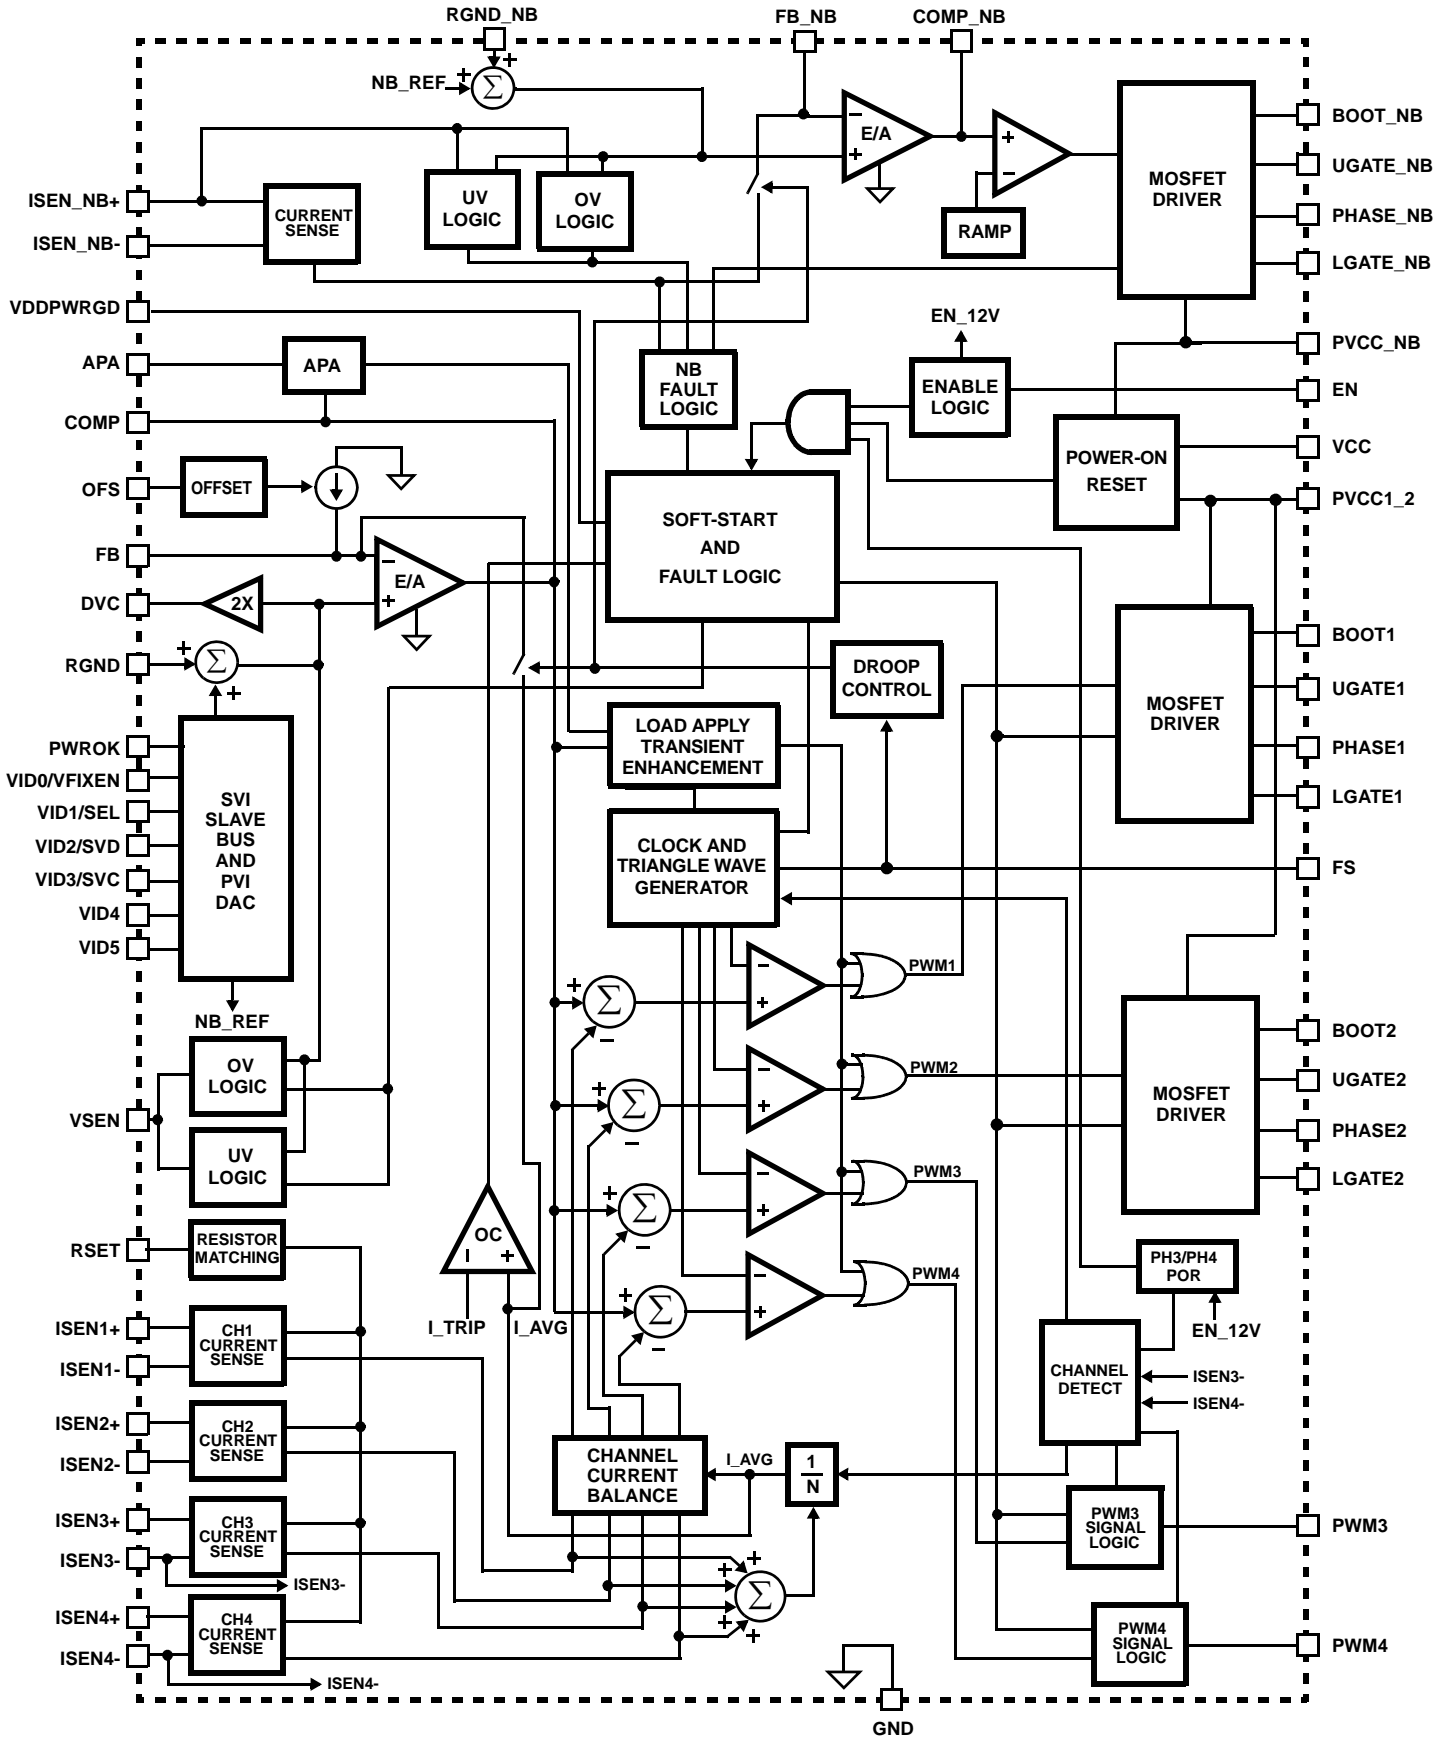 RGND_NB
FB_NB
COMP_NB
+
+
NB_REF
Σ
−
E/A
+
+
−
MOSFET
DRIVER
BOOT_NB
UGATE_NB
PHASE_NB
LGATE_NB
ISEN_NB+
ISEN_NB-
CURRENT
SENSE
UV
LOGIC
OV
LOGIC
RAMP
VDDPWRGD
EN_12V
PVCC_NB
APA
APA
NB
FAULT
LOGIC
ENABLE
LOGIC
EN
COMP
POWER-ON
RESET
VCC
OFS
OFFSET
PVCC1_2
SOFT-START
AND
FAULT LOGIC
FB
−
E/A
+
DVC
2X
RGND
+
Σ
+
DROOP
CONTROL
MOSFET
DRIVER
BOOT1
UGATE1
PHASE1
LGATE1
LOAD APPLY
TRANSIENT
ENHANCEMENT
PWROK
VID0/VFIXEN
VID1/SEL
VID2/SVD
VID3/SVC
VID4
VID5
SVI
SLAVE
BUS
AND
PVI
DAC
CLOCK AND
TRIANGLE WAVE
GENERATOR
FS
NB_REF
+
Σ
−
−
+
PWM1
OV
LOGIC
VSEN
UV
LOGIC
+
Σ
−
−
+
PWM2
MOSFET
DRIVER
BOOT2
UGATE2
PHASE2
LGATE2
+
Σ
−
−
+
PWM3
RSET
RESISTOR
MATCHING
OC
−
+
I_TRIP
I_AVG
+
Σ
−
−
+
PWM4
PH3/PH4
POR
EN_12V
ISEN1+
ISEN1-
CH1
CURRENT
SENSE
CHANNEL
DETECT
ISEN3-
ISEN4-
ISEN2+
ISEN2-
CH2
CURRENT
SENSE
CHANNEL
CURRENT
BALANCE
I_AVG
1
N
ISEN3+
ISEN3-
CH3
CURRENT
SENSE
ISEN3-
PWM3
SIGNAL
LOGIC
PWM3
+
+
Σ
+
+
+
ISEN4+
ISEN4-
CH4
CURRENT
SENSE
ISEN4-
PWM4
SIGNAL
LOGIC
PWM4
GND